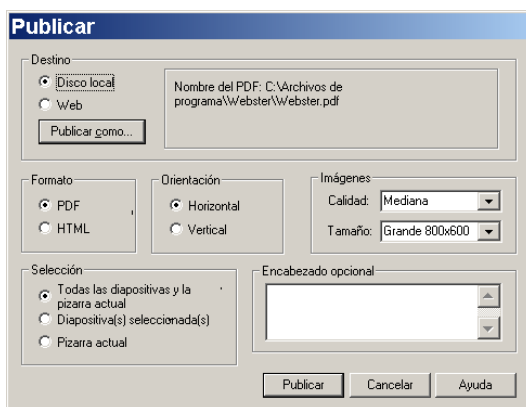 Publicar
Destino
Disco local
Web
Publicar como...
Nombre del PDF: C:\Archivos de
programa\Webster\Webster.pdf
Formato
PDF
HTML
Orientación
Horizontal
Vertical
Imágenes
Calidad: Mediana
Tamaño: Grande 800x600
Selección
Todas las diapositivas y la
pizarra actual
Diapositiva(s) seleccionada(s)
Pizarra actual
Encabezado opcional
Publicar Cancelar Ayuda